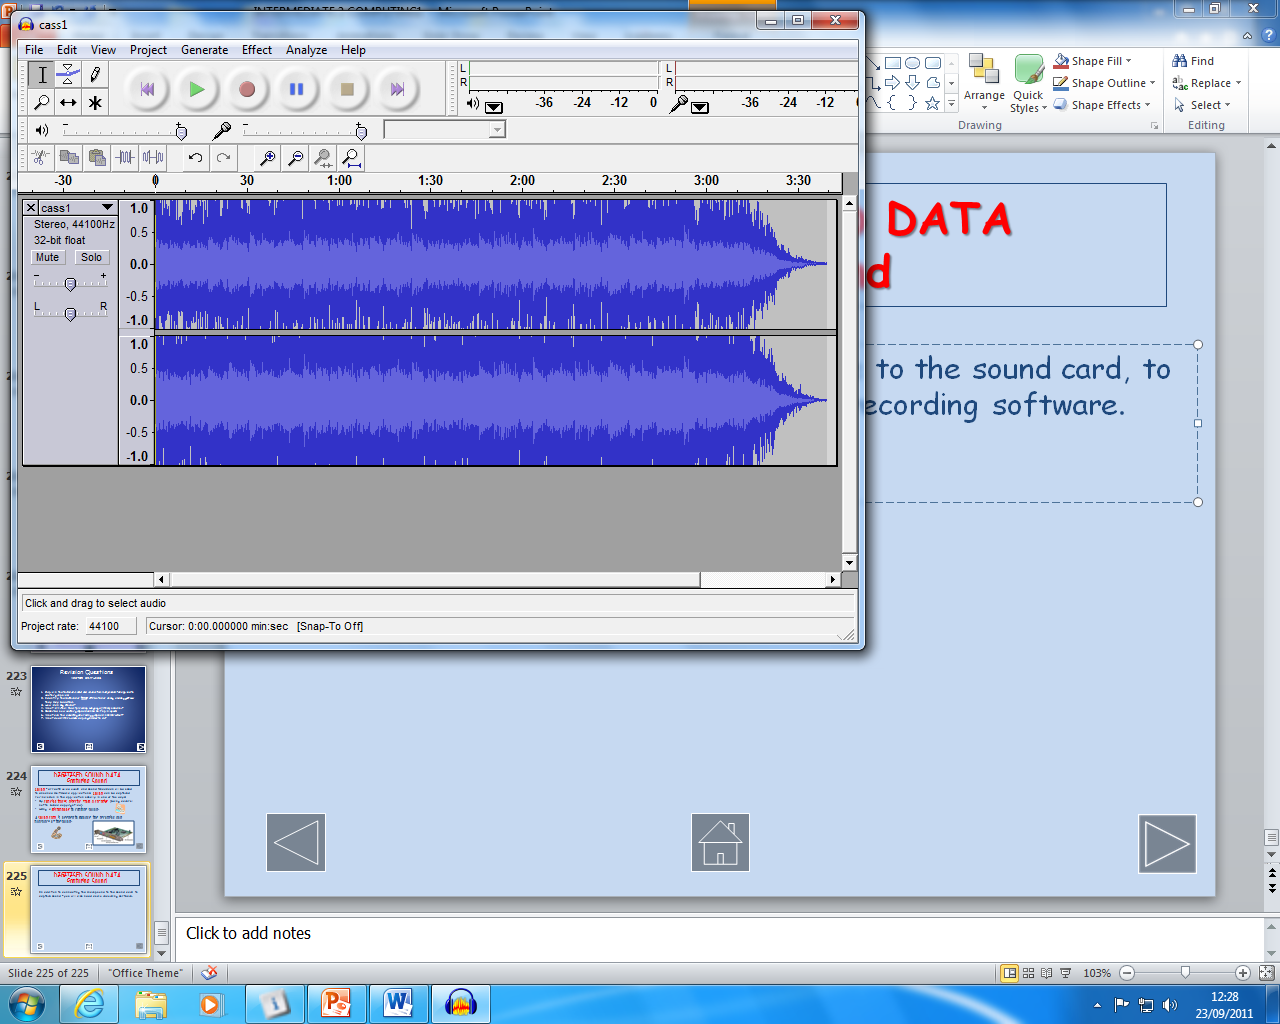 cass1
File Edit View Project Generate Effect Analyze Help
L
R
-36 -24 -12 0
L
R
-36 -24 -12
-30 0 30 1:00 1:30 2:00 2:30 3:00 3:30
cass1
Stereo, 44100Hz
32-bit float
Mute Solo
- +
L R
1.0
0.5
0.0
-0.5
-1.0
1.0
0.5
0.0
-0.5
-1.0
Click and drag to select audio
Project rate: 44100 Cursor: 0:00.000000 min:sec [Snap-To Off]
Arrange
Quick Styles
Shape Fill
Shape Outline
Shape Effects
Drawing
Find
Replace
Select
Editing
DATA
to the sound card, to
recording software.
223
Revision Questions
224
225
Click to add notes
Slide 225 of 225 "Office Theme" 103%
12:28
23/09/2011